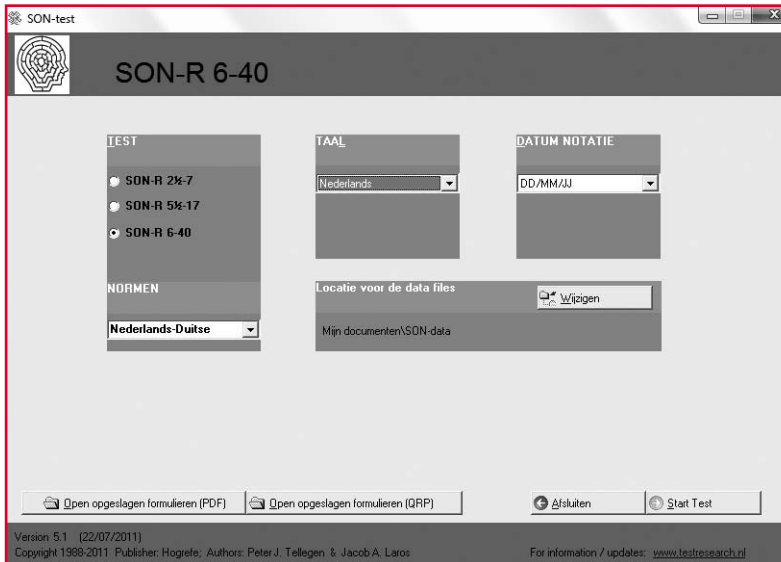 SON-test
SON-R 6-40
TEST
SON-R 2½-7
SON-R 5½-17
SON-R 6-40
TAAL
Nederlands
DATUM NOTATIE
DD/MM/JJ
NORMEN
Nederlands-Duitse
Locatie voor de data files
Wijzigen
Mijn documenten\SON-data
Open opgeslagen formulieren (PDF)
Open opgeslagen formulieren (QRP)
Afsluiten
Start Test
Version 5.1 (22/07/2011)
Copyright 1988-2011 Publisher: Hogrefe; Authors: Peter J. Tellegen & Jacob A. Laros
For information / updates: www.testresearch.nl